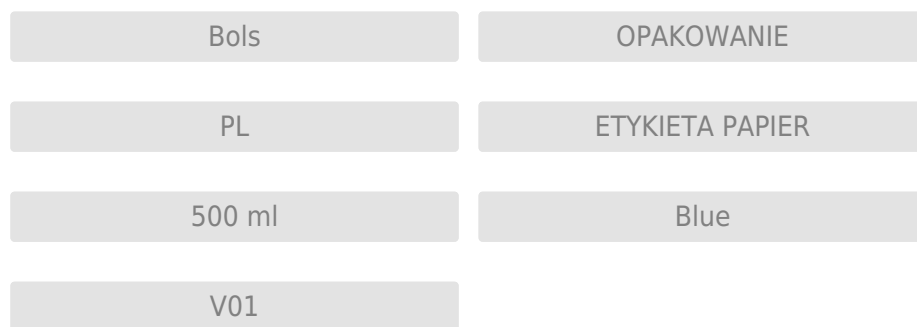 Bols
OPAKOWANIE
PL
ETYKIETA PAPIER
500 ml
Blue
V01